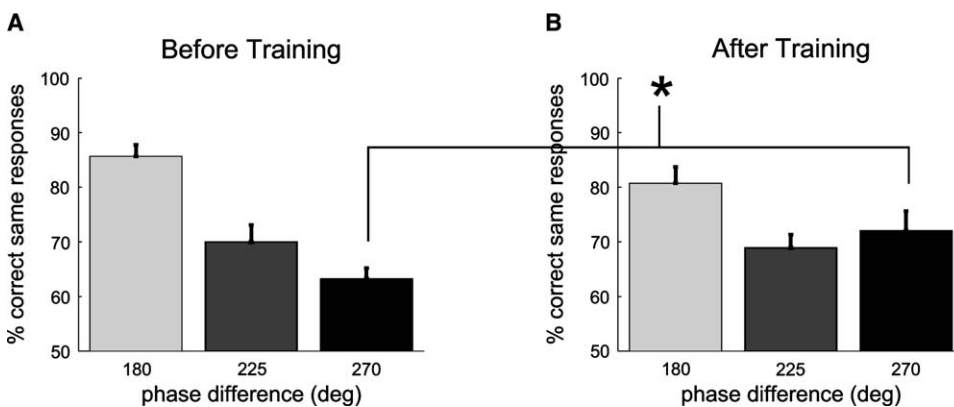 A
Before Training
% correct same responses
100
90
80
70
60
50
180 225 270
phase difference (deg)
B
After Training
*
% correct same responses
100
90
80
70
60
50
180 225 270
phase difference (deg)